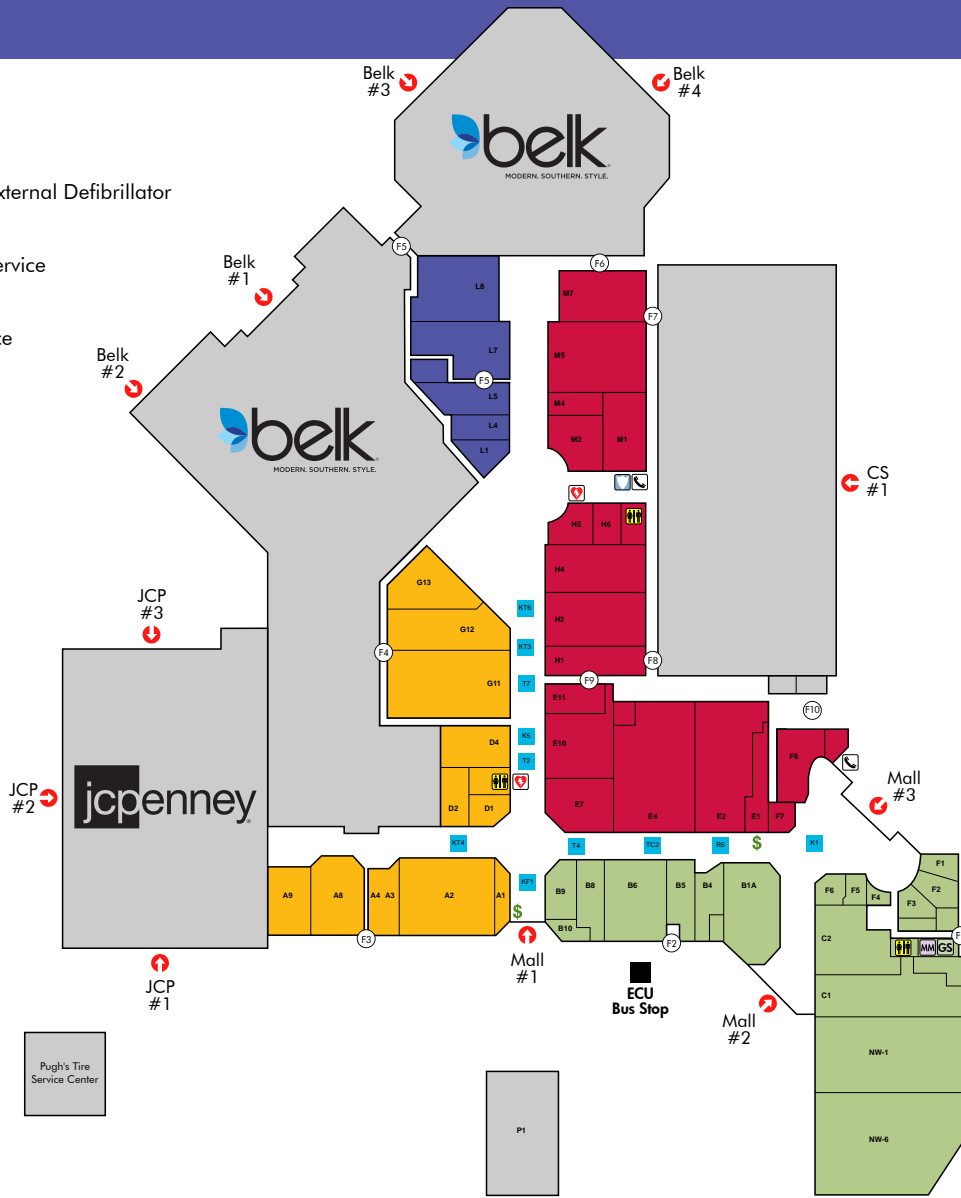 Belk
#3
Belk
#4
belk
MODERN. SOUTHERN. STYLE.
xternal Defibrillator
ervice
ce
Belk
#1
Belk
#2
F5
F6
L8
M7
F7
L7
M5
F5
L5
M4
L4
M2
M1
L1
belk
MODERN. SOUTHERN. STYLE.
CS
#1
H5
H6
H4
G13
KT6
H2
G12
JCP
#3
F4
KT3
H1
F8
G11
T7
F9
E11
F10
K5
D4
E10
T2
F8
JCP
#2
jcpenney
Mall
#3
D2
D1
E7
E4
E2
E1
F7
KT4
T4
TC2
R6
$
K1
F1
A9
A8
A4
A3
A2
A1
KF1
B9
B8
B6
B5
B4
B1A
F6
F5
F4
F2
F3
$
B10
F3
F2
C2
MM
GS
F
JCP
#1
Mall
#1
ECU
Bus Stop
C1
Mall
#2
Pugh's Tire
Service Center
NW-1
P1
NW-6